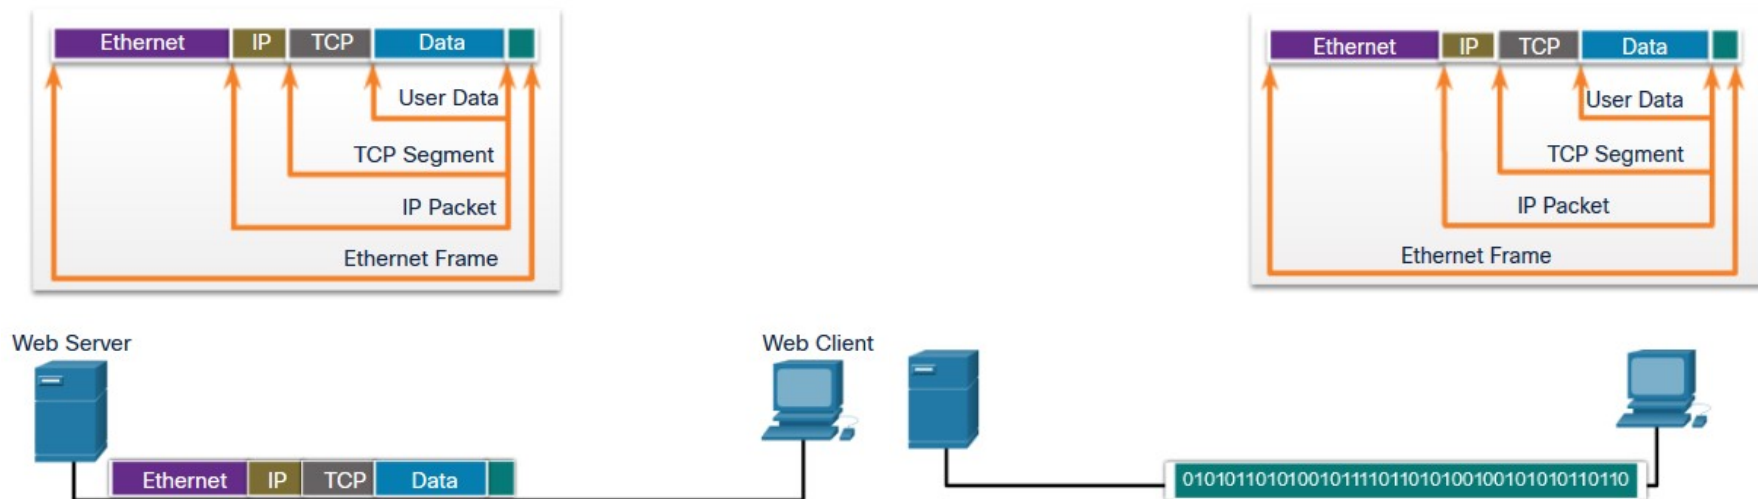 Ethernet IP TCP Data
User Data
TCP Segment
IP Packet
Ethernet Frame
Ethernet IP TCP Data
User Data
TCP Segment
IP Packet
Ethernet Frame
Web Server
Web Client
Ethernet IP TCP Data
010101101010010111101101010010010101010110110